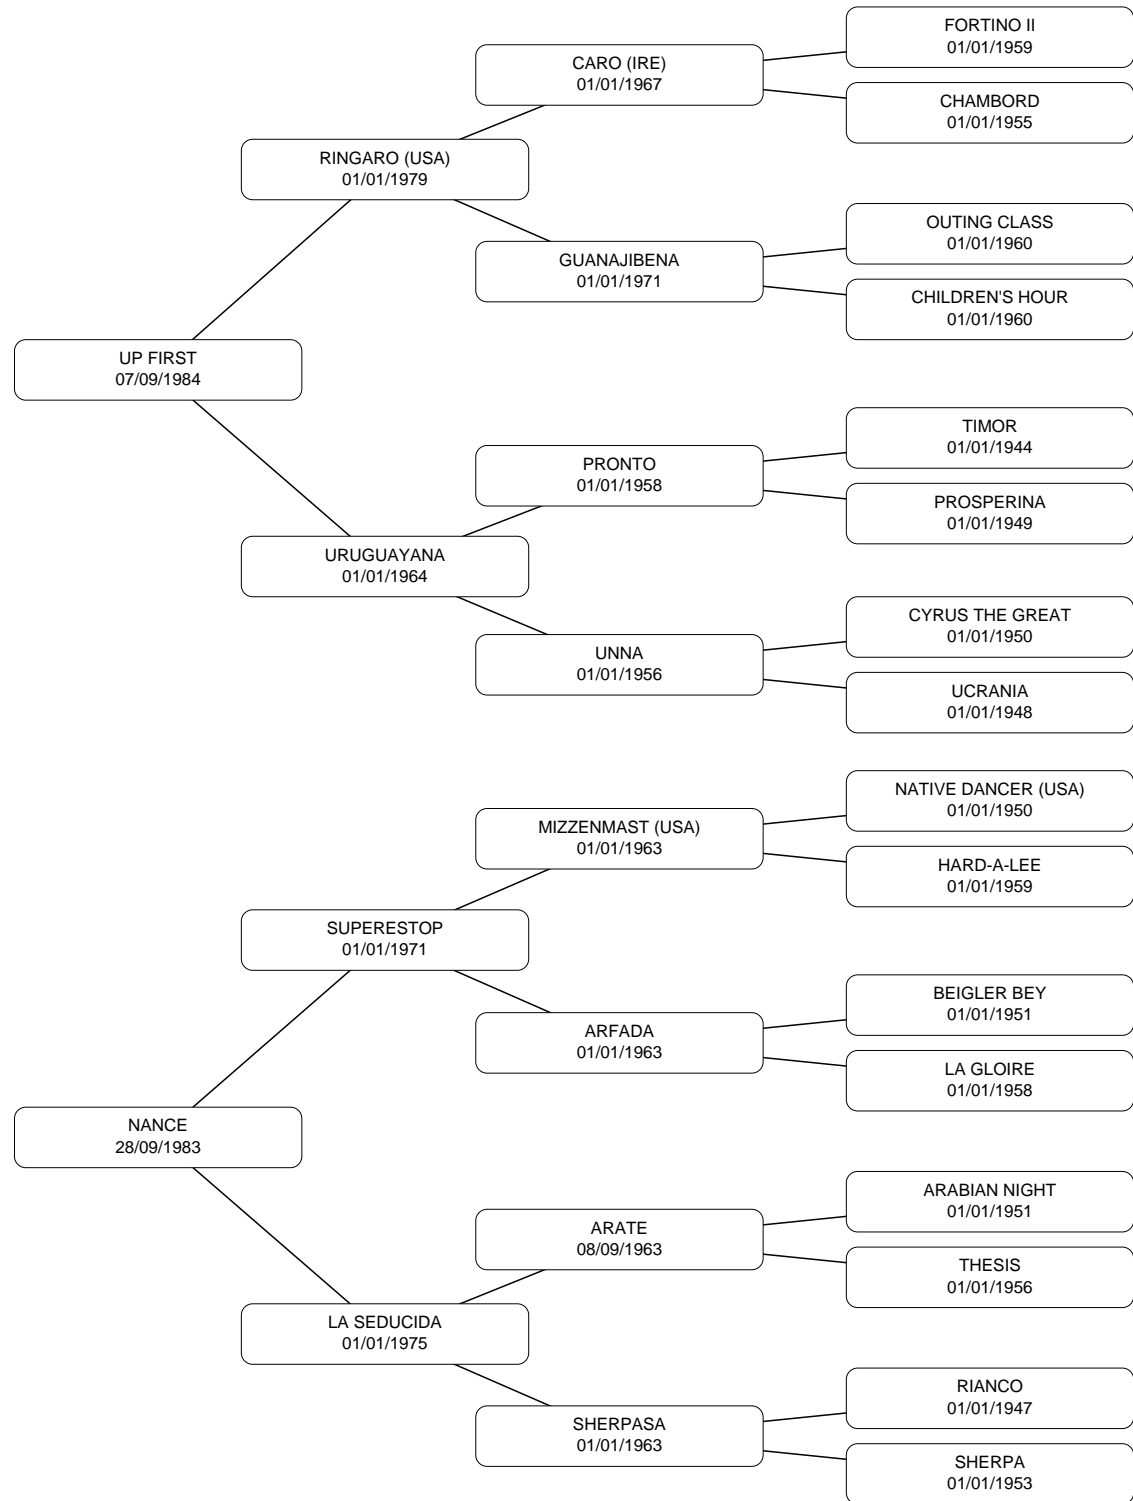 FORTINO II
01/01/1959
CARO (IRE)
01/01/1967
CHAMBORD
01/01/1955
RINGARO (USA)
01/01/1979
OUTING CLASS
01/01/1960
GUANAJIBENA
01/01/1971
CHILDREN'S HOUR
01/01/1960
UP FIRST
07/09/1984
TIMOR
01/01/1944
PRONTO
01/01/1958
PROSPERINA
01/01/1949
URUGUAYANA
01/01/1964
CYRUS THE GREAT
01/01/1950
UNNA
01/01/1956
UCRANIA
01/01/1948
NATIVE DANCER (USA)
01/01/1950
MIZZENMAST (USA)
01/01/1963
HARD-A-LEE
01/01/1959
SUPERESTOP
01/01/1971
BEIGLER BEY
01/01/1951
ARFADA
01/01/1963
LA GLOIRE
01/01/1958
NANCE
28/09/1983
ARABIAN NIGHT
01/01/1951
ARATE
08/09/1963
THESIS
01/01/1956
LA SEDUCIDA
01/01/1975
RIANCO
01/01/1947
SHERPASA
01/01/1963
SHERPA
01/01/1953